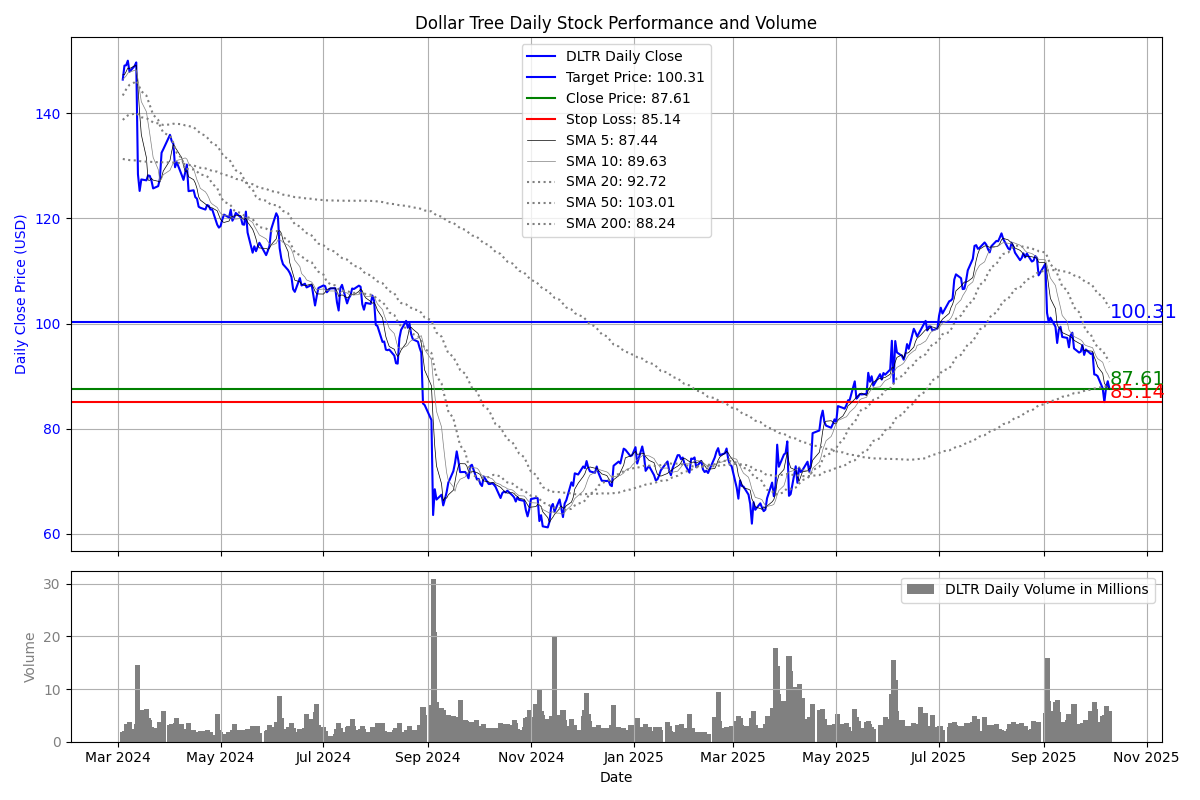 Dollar Tree Daily Stock Performance and Volume
DLTR Daily Close
Target Price: 100.31
Close Price: 87.61
Stop Loss: 85.14
SMA 5: 87.44
SMA 10: 89.63
SMA 20: 92.72
SMA 50: 103.01
SMA 200: 88.24
Daily Close Price (USD)
140
120
100
80
60
100.31
87.61
85.14
DLTR Daily Volume in Millions
Volume
30
20
10
0
Mar 2024 May 2024 Jul 2024 Sep 2024 Nov 2024 Jan 2025 Mar 2025 May 2025 Jul 2025 Sep 2025 Nov 2025
Date